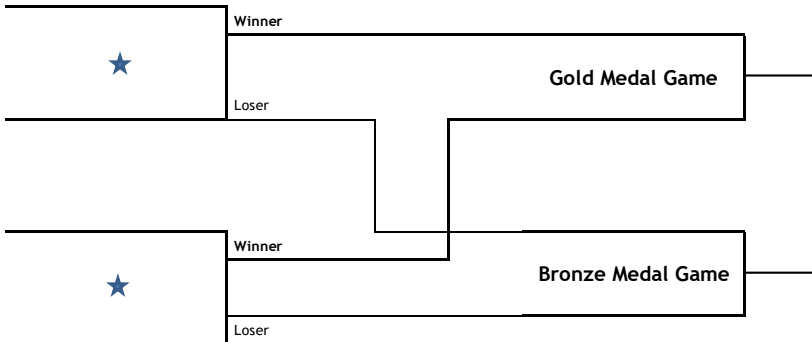 Winner
Gold Medal Game
Loser
Winner
Bronze Medal Game
Loser